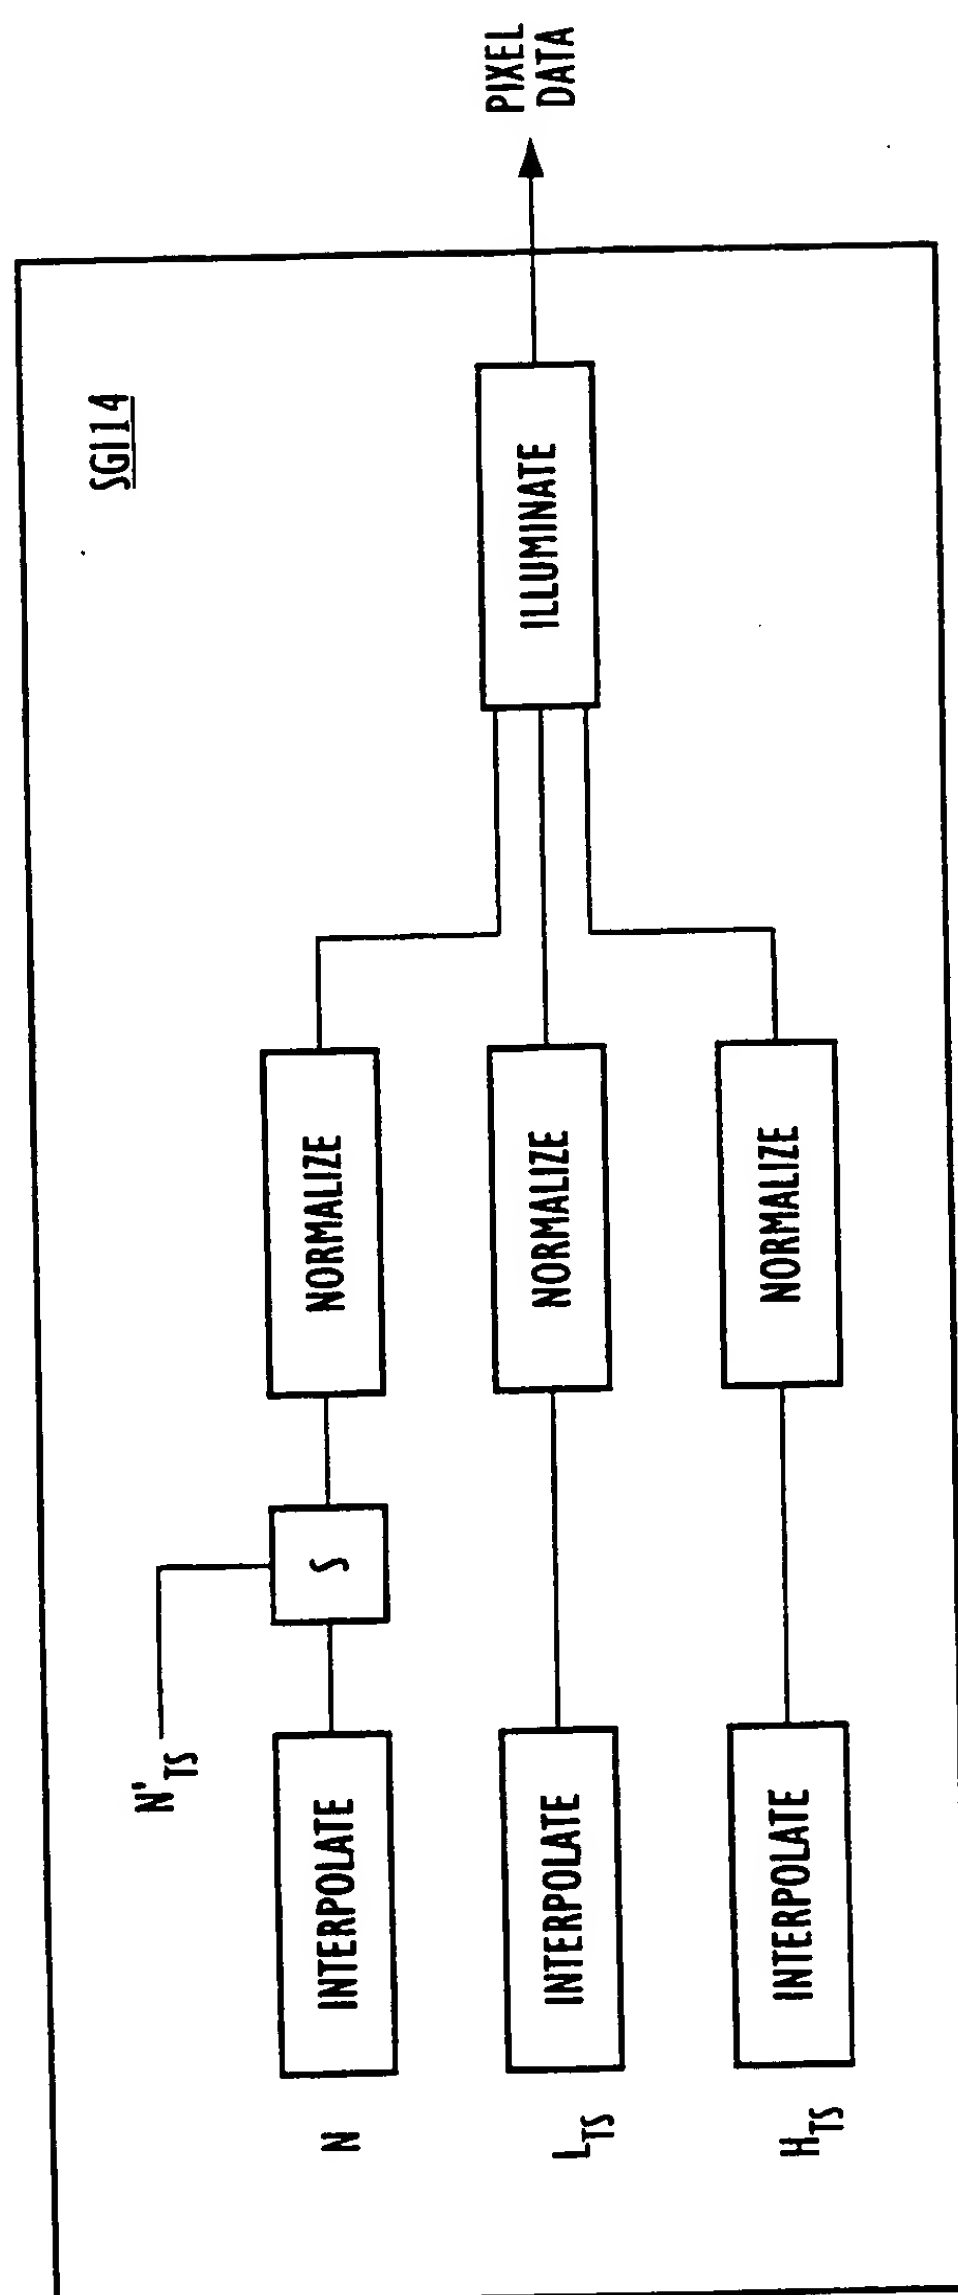 SGI14
N'TS
N
INTERPOLATE
S
NORMALIZE
LTS
INTERPOLATE
NORMALIZE
ILLUMINATE
PIXEL
DATA
HTS
INTERPOLATE
NORMALIZE